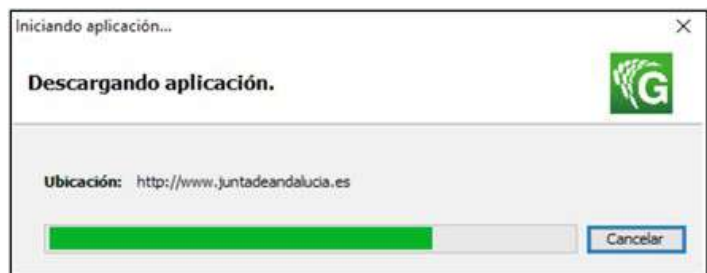 Iniciando aplicación...
Descargando aplicación.
G
Ubicación: http://www.juntadeandalucia.es
Cancelar